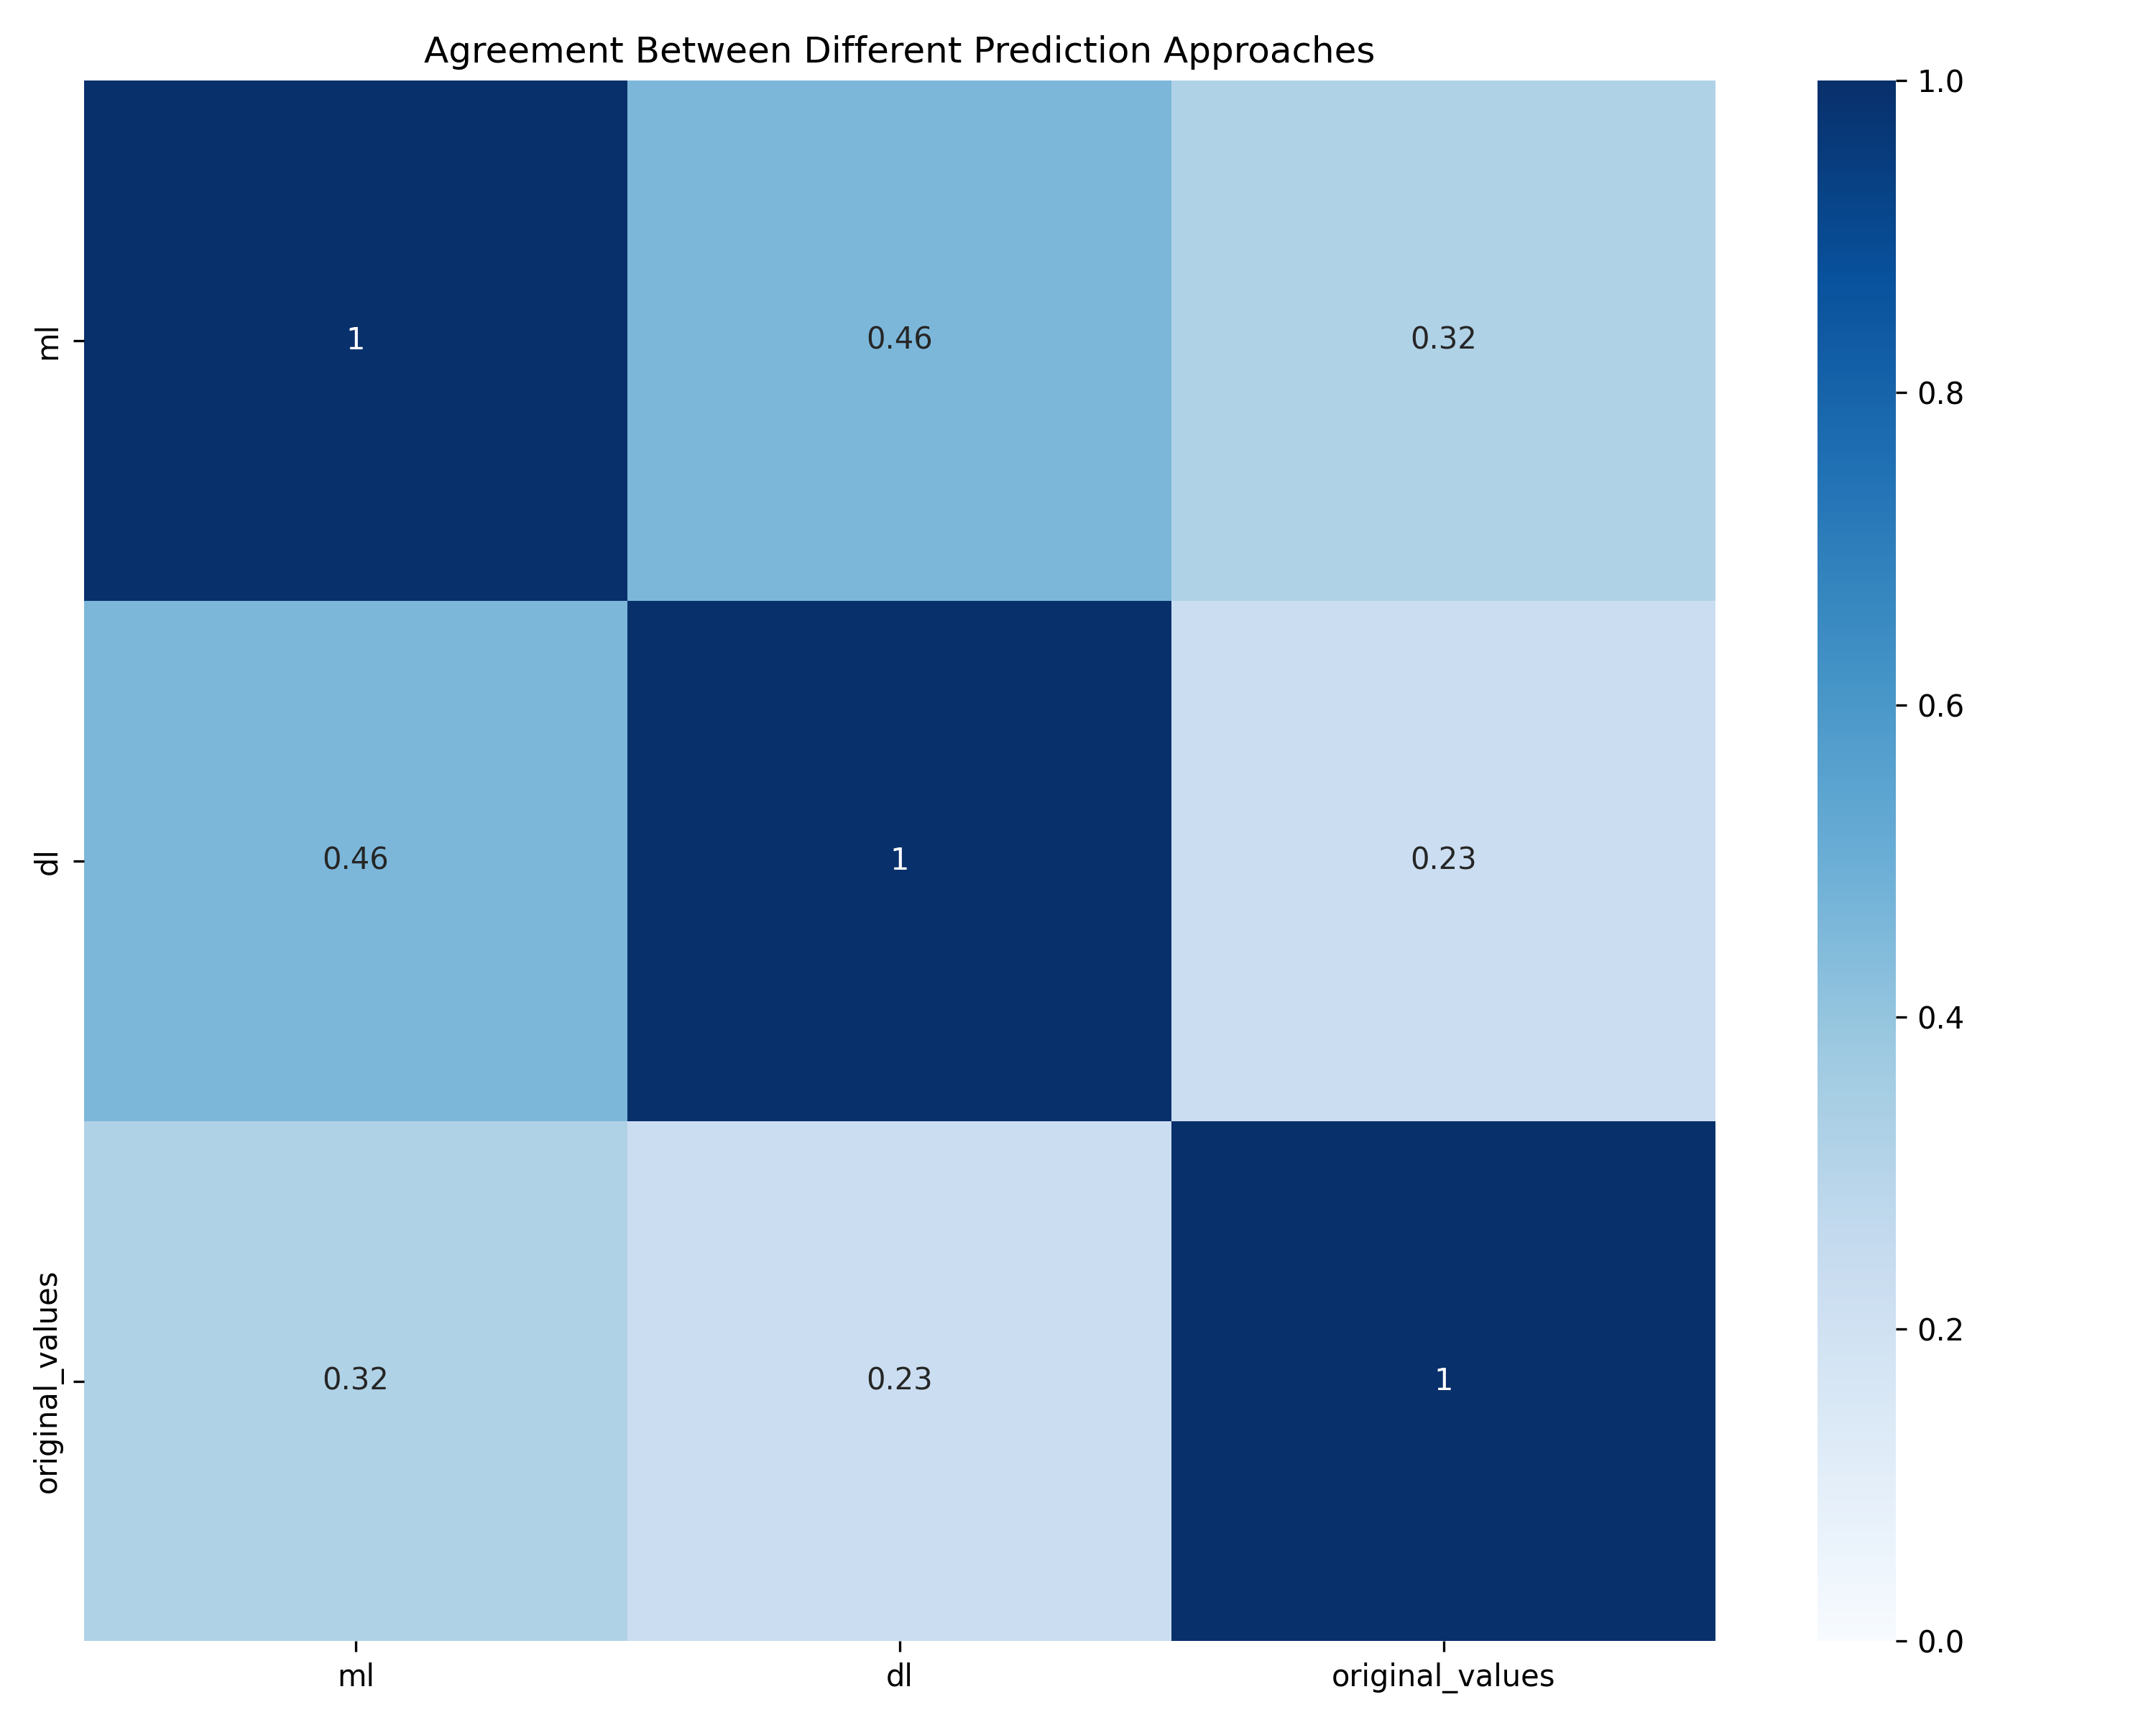 Agreement Between Different Prediction Approaches
1.0
ml
1
0.46
0.32
0.8
0.6
dl
0.46
1
0.23
0.4
0.2
original_values
0.32
0.23
1
0.0
ml
dl
original_values